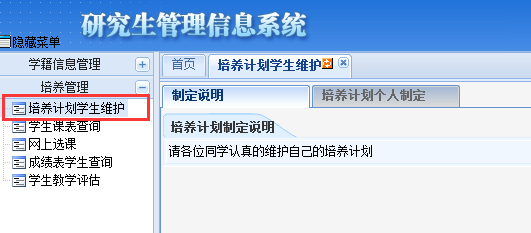 研究生管理信息系统
隐藏菜单
学籍信息管理
培养管理
培养计划学生维护
学生课表查询
网上选课
成绩表学生查询
学生教学评估
首页
培养计划学生维护
制定说明
培养计划个人制定
培养计划制定说明
请各位同学认真的维护自己的培养计划